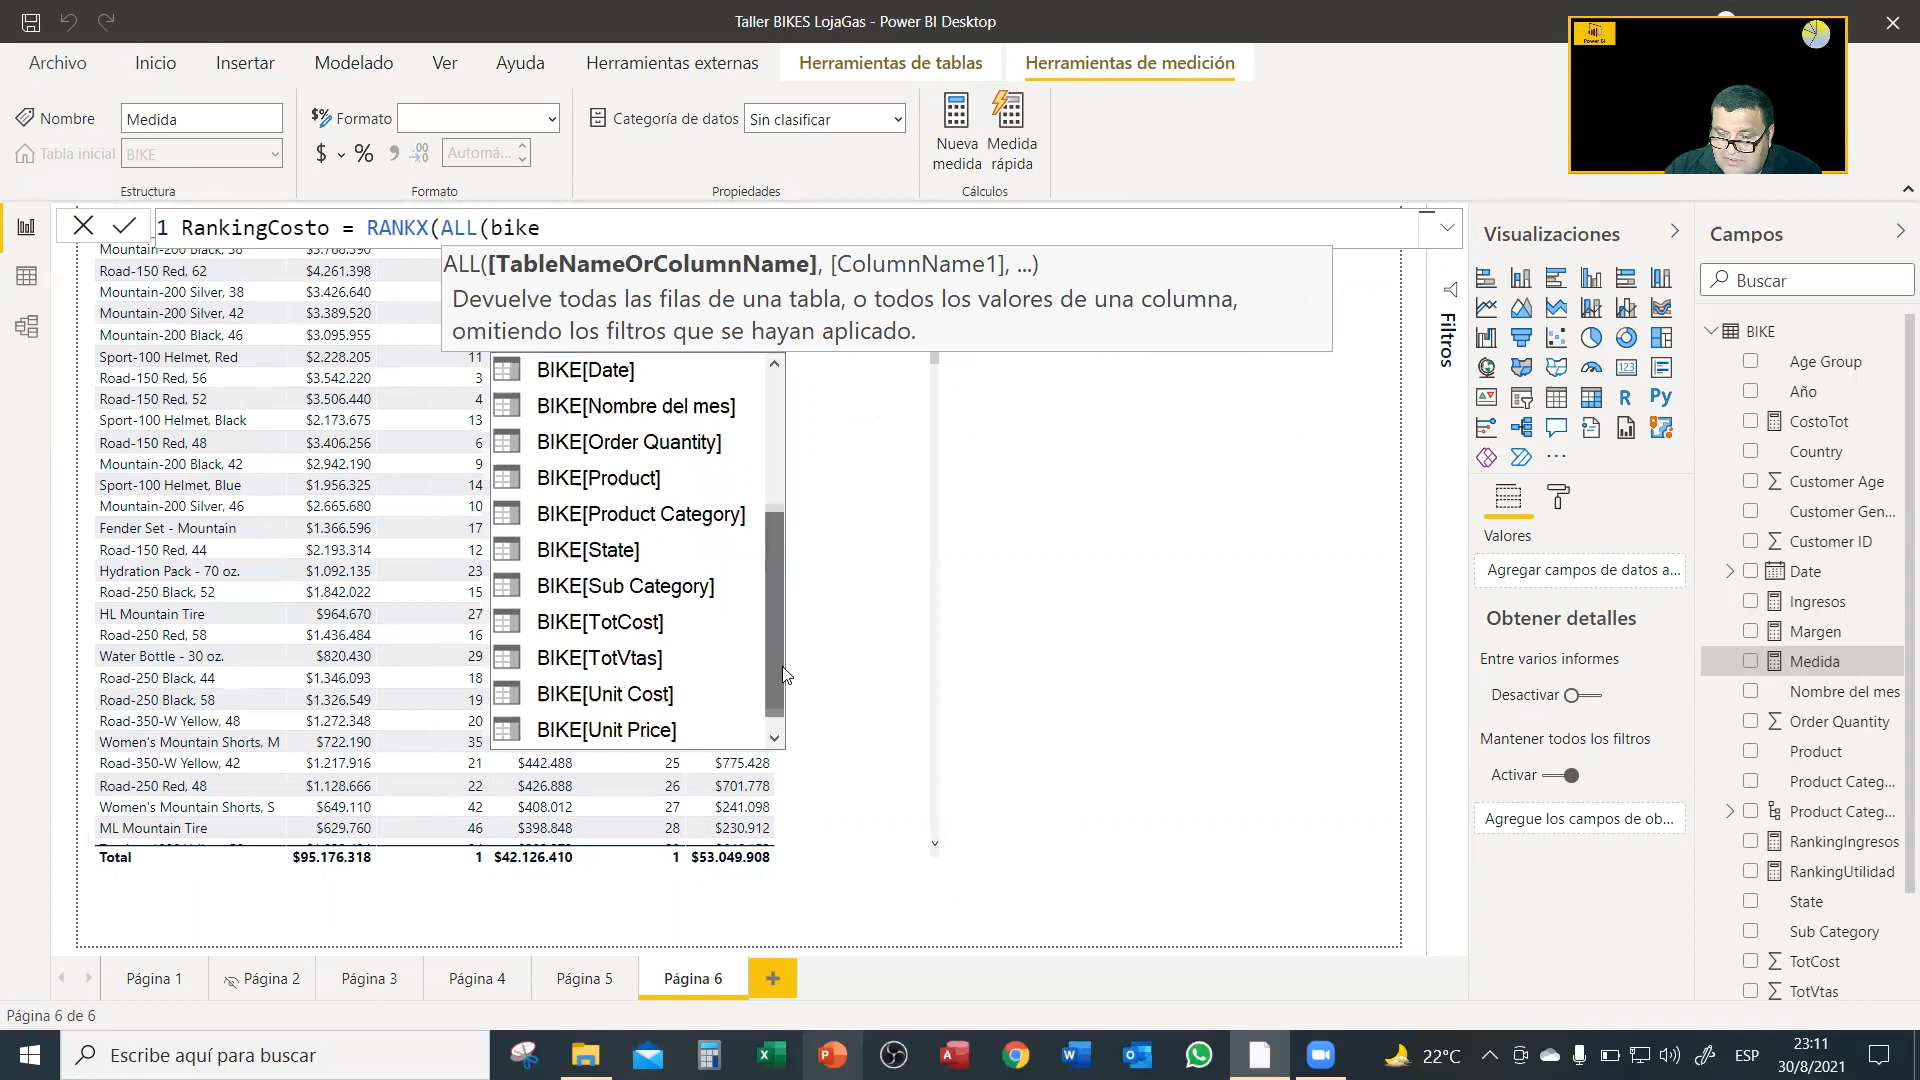 Taller BIKES LojaGas - Power BI Desktop
Power BI
Archivo Inicio Insertar Modelado Ver Ayuda Herramientas externas Herramientas de tablas Herramientas de medición
Nombre Medida
Formato
Categoría de datos Sin clasificar
Tabla inicial BIKE
$ % Automá...
Nueva medida
Medida rápida
Estructura Formato Propiedades Cálculos
1 RankingCosto = RANKX(ALL(bike
ALL([TableNameOrColumnName], [ColumnName1], ...)
Devuelve todas las filas de una tabla, o todos los valores de una columna,
omitiendo los filtros que se hayan aplicado.
BIKE[Date]
BIKE[Nombre del mes]
BIKE[Order Quantity]
BIKE[Product]
BIKE[Product Category]
BIKE[State]
BIKE[Sub Category]
BIKE[TotCost]
BIKE[TotVtas]
BIKE[Unit Cost]
BIKE[Unit Price]
Road-150 Red, 62 $4.261.398
Mountain-200 Silver, 38 $3.426.640
Mountain-200 Silver, 42 $3.389.520
Mountain-200 Black, 46 $3.095.955
Sport-100 Helmet, Red $2.228.205 11
Road-150 Red, 56 $3.542.220 3
Road-150 Red, 52 $3.506.440 4
Sport-100 Helmet, Black $2.173.675 13
Road-150 Red, 48 $3.406.256 6
Mountain-200 Black, 42 $2.942.190 9
Sport-100 Helmet, Blue $1.956.325 14
Mountain-200 Silver, 46 $2.665.680 10
Fender Set - Mountain $1.366.596 17
Road-150 Red, 44 $2.193.314 12
Hydration Pack - 70 oz. $1.092.135 23
Road-250 Black, 52 $1.842.022 15
HL Mountain Tire $964.670 27
Road-250 Red, 58 $1.436.484 16
Water Bottle - 30 oz. $820.430 29
Road-250 Black, 44 $1.346.093 18
Road-250 Black, 58 $1.326.549 19
Road-350-W Yellow, 48 $1.272.348 20
Women's Mountain Shorts, M $722.190 35
Road-350-W Yellow, 42 $1.217.916 21 $442.488 25 $775.428
Road-250 Red, 48 $1.128.666 22 $426.888 26 $701.778
Women's Mountain Shorts, S $649.110 42 $408.012 27 $241.098
ML Mountain Tire $629.760 46 $398.848 28 $230.912
Total $95.176.318 1 $42.126.410 1 $53.049.908
Filtros
Visualizaciones
R Py
Valores
Agregar campos de datos a...
Obtener detalles
Entre varios informes
Desactivar
Mantener todos los filtros
Activar
Agregue los campos de ob...
Campos
Buscar
BIKE
Age Group
Año
CostoTot
Country
Customer Age
Customer Gen...
Customer ID
Date
Ingresos
Margen
Medida
Nombre del mes
Order Quantity
Product
Product Categ...
Product Categ...
RankingIngresos
RankingUtilidad
State
Sub Category
TotCost
TotVtas
Página 1 Página 2 Página 3 Página 4 Página 5 Página 6 +
Página 6 de 6
Escribe aquí para buscar
22°C ESP
23:11
30/8/2021